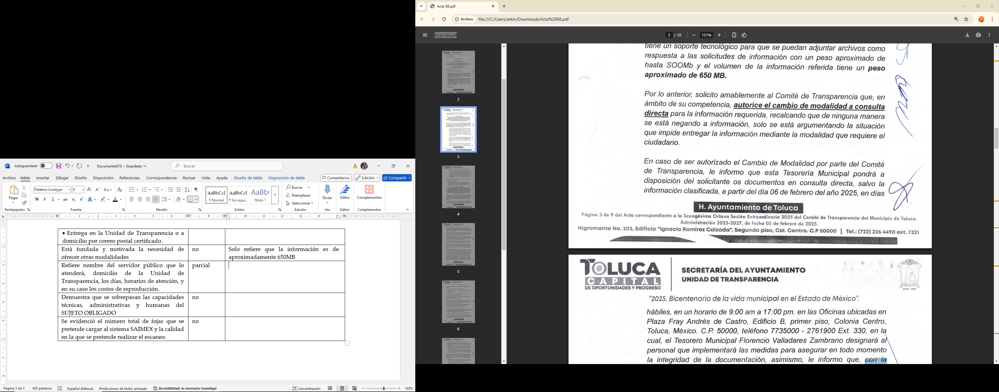 Autoguardado
Documento619 • Guardado
Buscar
Archivo Inicio Insertar Dibujar Diseño Disposición Referencias Correspondencia Revisar Vista Ayuda Diseño de tabla Disposición de tabla
Comentarios Edición Compartir
Pegar
Palatino Linotype 9
A A Aa
N K S ab x₂ x² A A
AaBbCcI AaBbCcI AaBb(
¶ Normal ¶ Sin espa... Título 1
Buscar
Reemplazar
Seleccionar
Dictar Editor Complementos
Portapapeles Fuente Párrafo Estilos Edición Voz Editor Complementos
• Entrega en la Unidad de Transparencia o a
domicilio por correo postal certificado.
Está fundada y motivada la necesidad de
ofrecer otras modalidades
no
Solo refiere que la información es de
aproximadamente 650MB
Refiere nombre del servidor público que lo
atenderá, domicilio de la Unidad de
Transparencia, los días, horarios de atención, y
en su caso los costos de reproducción.
parcial
Demuestra que se sobrepasan las capacidades
técnicas, administrativas y humanas del
SUJETO OBLIGADO
no
Se evidenció el número total de fojas que se
pretende cargar al sistema SAIMEX y la calidad
en la que se pretende realizar el escaneo.
no
Página 3 de 3 400 palabras Español (México) Predicciones de texto: activado Accesibilidad: es necesario investigar Concentración 160%
Acta 68.pdf
Archivo file:///C:/Users/arkin/Downloads/Acta%2068.pdf
Acta 68.pdf 3 / 10 151%
2
3
4
5
6
tiene un soporte tecnológico para que se puedan adjuntar archivos como
respuesta a las solicitudes de información con un peso aproximado de
hasta SOOMb y el volumen de la información referida tiene un peso
aproximado de 650 MB.
Por lo anterior, solicito amablemente al Comité de Transparencia que, en
ámbito de su competencia, autorice el cambio de modalidad a consulta
directa para la información requerida, recalcando que de ninguna manera
se está negando a información, solo se está argumentando la situación
que impide entregar la información mediante la modalidad que requiere el
ciudadano.
En caso de ser autorizado el Cambio de Modalidad por parte del Comité
de Transparencia, le informo que esta Tesorería Municipal pondrá a
disposición del solicitante os documentos en consulta directa, salvo la
información clasificada, a partir del día 06 de febrero del año 2025, en días
H. Ayuntamiento de Toluca
Página 3 de 9 del Acta correspondiente a la Sexagésima Octava Sesión Extraordinaria 2025 del Comité de Transparencia del Municipio de Toluca,
Administración 2025-2027, de fecha 05 de febrero de 2025.
Nigromante No. 202, Edificio "Ignacio Ramírez Calzada", Segundo piso, Col. Centro. C.P 50000 | Tel.: (722) 226 4490 ext. 7321
TOLUCA
CAPITAL
DE OPORTUNIDADES Y PROGRESO
SECRETARÍA DEL AYUNTAMIENTO
UNIDAD DE TRANSPARENCIA
2025 - 2027
“2025. Bicentenario de la vida municipal en el Estado de México”.
hábiles, en un horario de 9:00 am a 17:00 pm. en las Oficinas ubicadas en
Plaza Fray Andrés de Castro, Edificio B, primer piso, Colonia Centro,
Toluca, México. C.P. 50000, teléfono 7735000 - 2761900 Ext. 330, en la
cual, el Tesorero Municipal Florencio Valladares Zambrano designará al
personal que implementará las medidas para asegurar en todo momento
la integridad de la documentación, asimismo, le informo que, con la